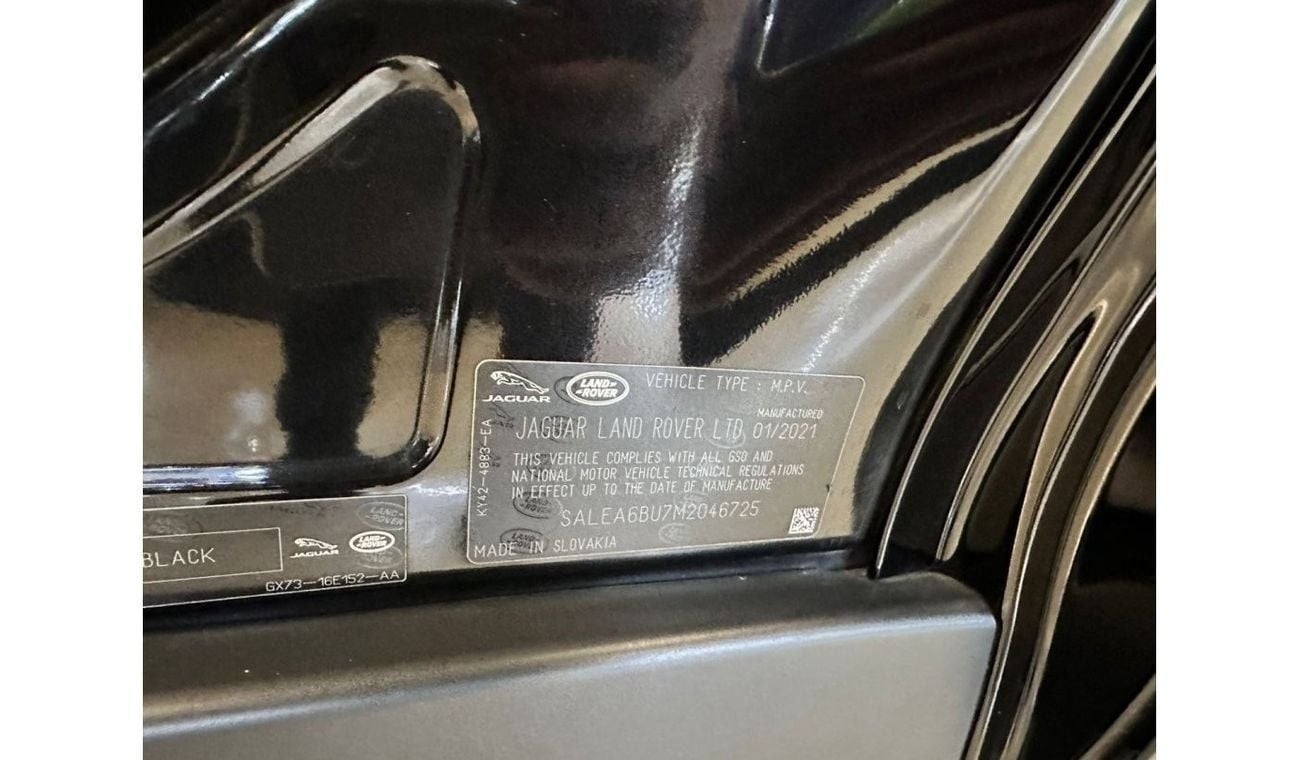 JAGUAR LAND ROVER VEHICLE TYPE : M.P.V.
MANUFACTURED
JAGUAR LAND ROVER LTD 01/2021
THIS VEHICLE COMPLIES WITH ALL GSO AND
NATIONAL MOTOR VEHICLE TECHNICAL REGULATIONS
IN EFFECT UP TO THE DATE OF MANUFACTURE
SALEA6BU7M2046725
MADE IN SLOVAKIA
KY42-4883-EA
BLACK
JAGUAR LAND ROVER
GX73-16E152-AA